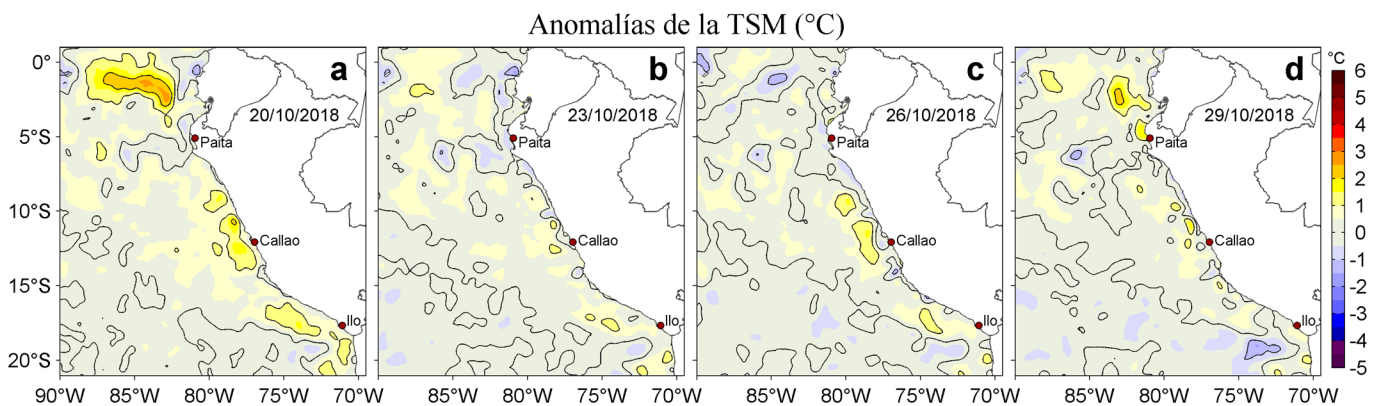 Anomalías de la TSM (°C)
a
b
c
d
20/10/2018
23/10/2018
26/10/2018
29/10/2018
Paita
Paita
Paita
Paita
Callao
Callao
Callao
Callao
Ilo
Ilo
Ilo
Ilo
0°
5°S
10°S
15°S
20°S
90°W 85°W 80°W 75°W 70°W
85°W 80°W 75°W 70°W
85°W 80°W 75°W 70°W
85°W 80°W 75°W 70°W
°C
6
5
4
3
2
1
0
-1
-2
-3
-4
-5